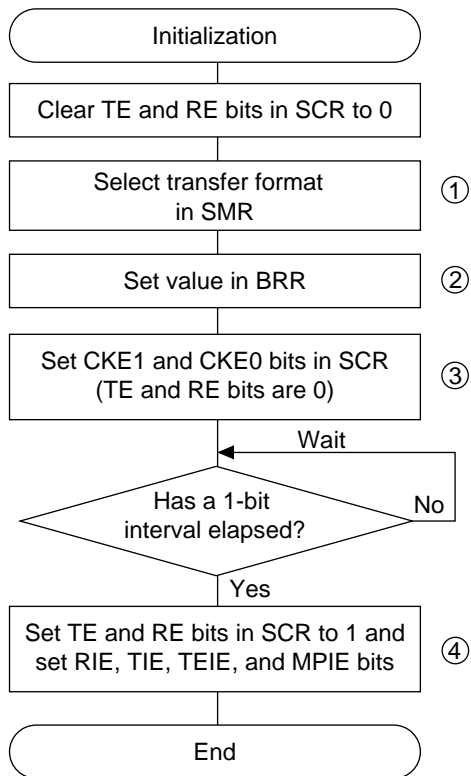 Initialization
Clear TE and RE bits in SCR to 0
Select transfer format
in SMR
①
Set value in BRR
②
Set CKE1 and CKE0 bits in SCR
(TE and RE bits are 0)
③
Wait
Has a 1-bit
interval elapsed?
No
Yes
Set TE and RE bits in SCR to 1 and
set RIE, TIE, TEIE, and MPIE bits
④
End